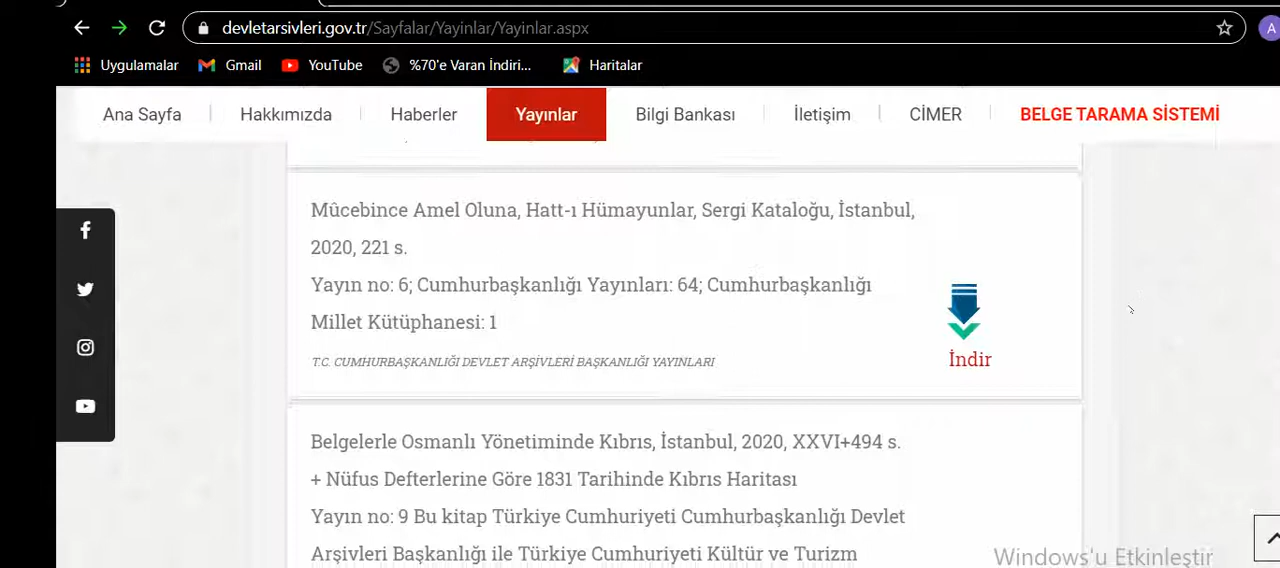 devletarsivleri.gov.tr/Sayfalar/Yayinlar/Yayinlar.aspx
A
Uygulamalar Gmail YouTube %70'e Varan İndiri... Haritalar
Ana Sayfa Hakkımızda Haberler Yayınlar Bilgi Bankası İletişim CİMER BELGE TARAMA SİSTEMİ
Mûcebince Amel Oluna, Hatt-ı Hümayunlar, Sergi Kataloğu, İstanbul,
2020, 221 s.
Yayın no: 6; Cumhurbaşkanlığı Yayınları: 64; Cumhurbaşkanlığı
Millet Kütüphanesi: 1
T.C. CUMHURBAŞKANLIĞI DEVLET ARŞİVLERİ BAŞKANLIĞI YAYINLARI
İndir
Belgelerle Osmanlı Yönetiminde Kıbrıs, İstanbul, 2020, XXVI+494 s.
+ Nüfus Defterlerine Göre 1831 Tarihinde Kıbrıs Haritası
Yayın no: 9 Bu kitap Türkiye Cumhuriyeti Cumhurbaşkanlığı Devlet
Arşivleri Başkanlığı ile Türkiye Cumhuriyeti Kültür ve Turizm
Windows'u Etkinleştir